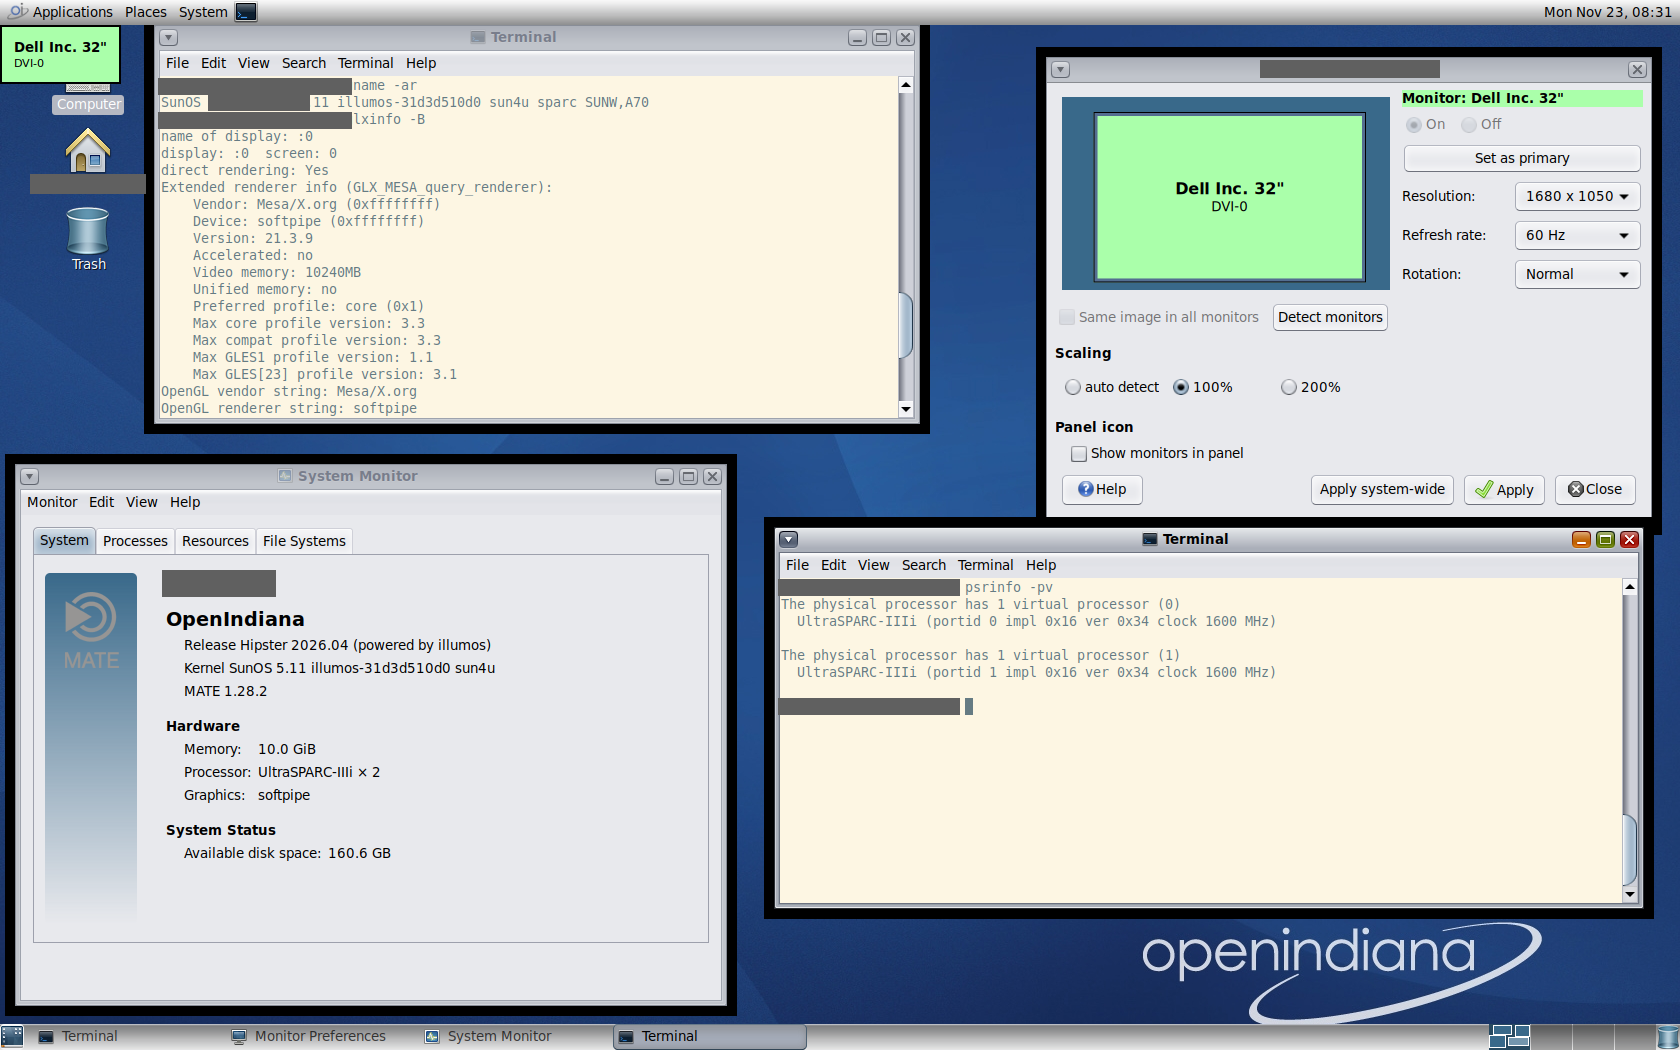 Applications Places System
Mon Nov 23, 08:31
Dell Inc. 32"
DVI-0
Computer
Trash
Terminal
File Edit View Search Terminal Help
name -ar
SunOS 11 illumos-31d3d510d0 sun4u sparc SUNW,A70
lxinfo -B
name of display: :0
display: :0 screen: 0
direct rendering: Yes
Extended renderer info (GLX_MESA_query_renderer):
Vendor: Mesa/X.org (0xffffffff)
Device: softpipe (0xffffffff)
Version: 21.3.9
Accelerated: no
Video memory: 10240MB
Unified memory: no
Preferred profile: core (0x1)
Max core profile version: 3.3
Max compat profile version: 3.3
Max GLES1 profile version: 1.1
Max GLES[23] profile version: 3.1
OpenGL vendor string: Mesa/X.org
OpenGL renderer string: softpipe
Dell Inc. 32"
DVI-0
Monitor: Dell Inc. 32"
On Off
Set as primary
Resolution: 1680 x 1050
Refresh rate: 60 Hz
Rotation: Normal
Same image in all monitors Detect monitors
Scaling
auto detect 100% 200%
Panel icon
Show monitors in panel
Help Apply system-wide Apply Close
System Monitor
Monitor Edit View Help
System Processes Resources File Systems
MATE
OpenIndiana
Release Hipster 2026.04 (powered by illumos)
Kernel SunOS 5.11 illumos-31d3d510d0 sun4u
MATE 1.28.2
Hardware
Memory: 10.0 GiB
Processor: UltraSPARC-IIIi × 2
Graphics: softpipe
System Status
Available disk space: 160.6 GB
Terminal
File Edit View Search Terminal Help
psrinfo -pv
The physical processor has 1 virtual processor (0)
UltraSPARC-IIIi (portid 0 impl 0x16 ver 0x34 clock 1600 MHz)
The physical processor has 1 virtual processor (1)
UltraSPARC-IIIi (portid 1 impl 0x16 ver 0x34 clock 1600 MHz)
openindiana
Terminal Monitor Preferences System Monitor Terminal